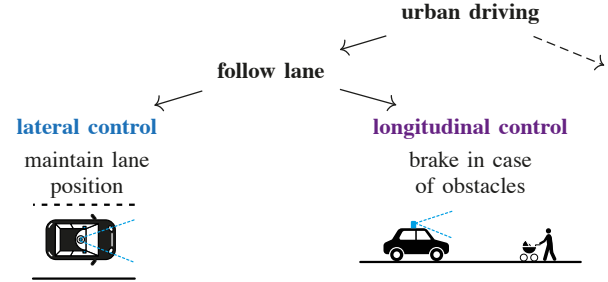 urban driving
follow lane
lateral control
maintain lane
position
longitudinal control
brake in case
of obstacles